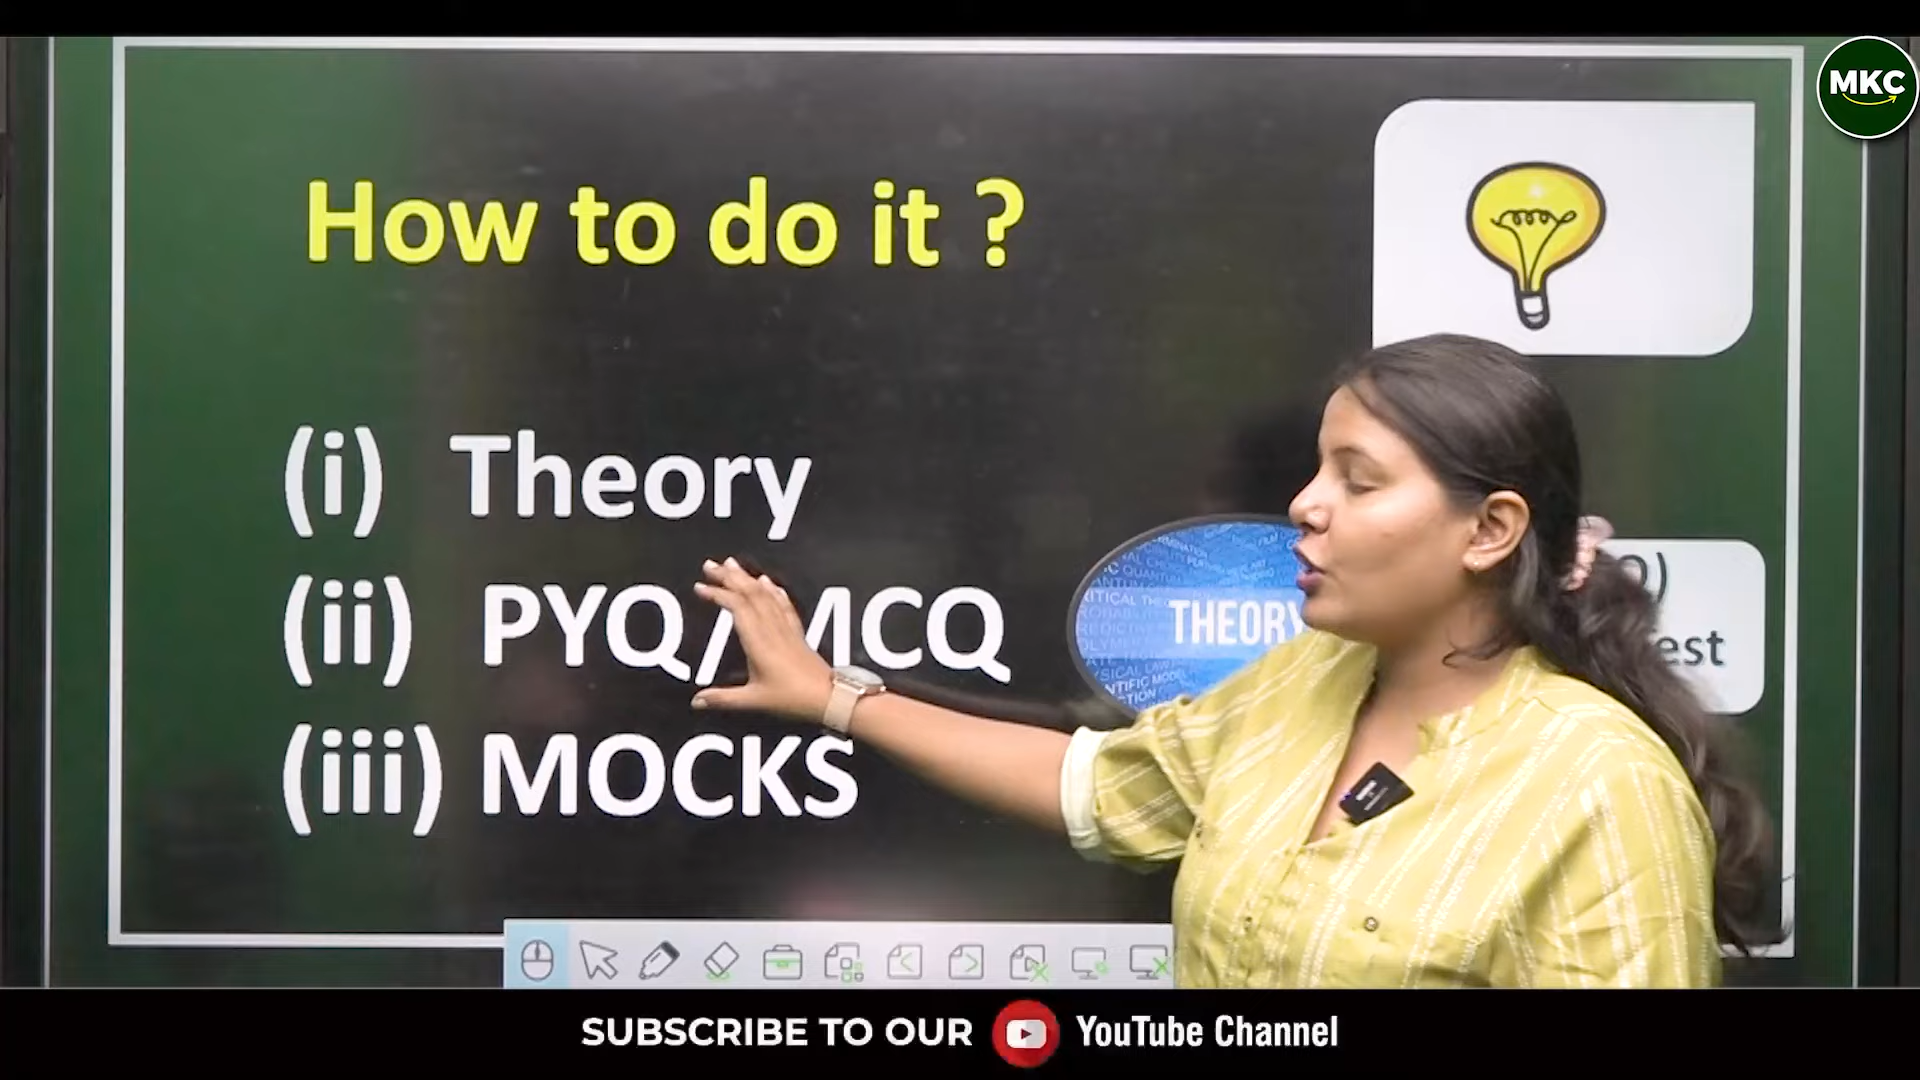 MKC
How to do it ?
(i) Theory
(ii) PYQ/MCQ
(iii) MOCKS
THEORY
est
SUBSCRIBE TO OUR YouTube Channel